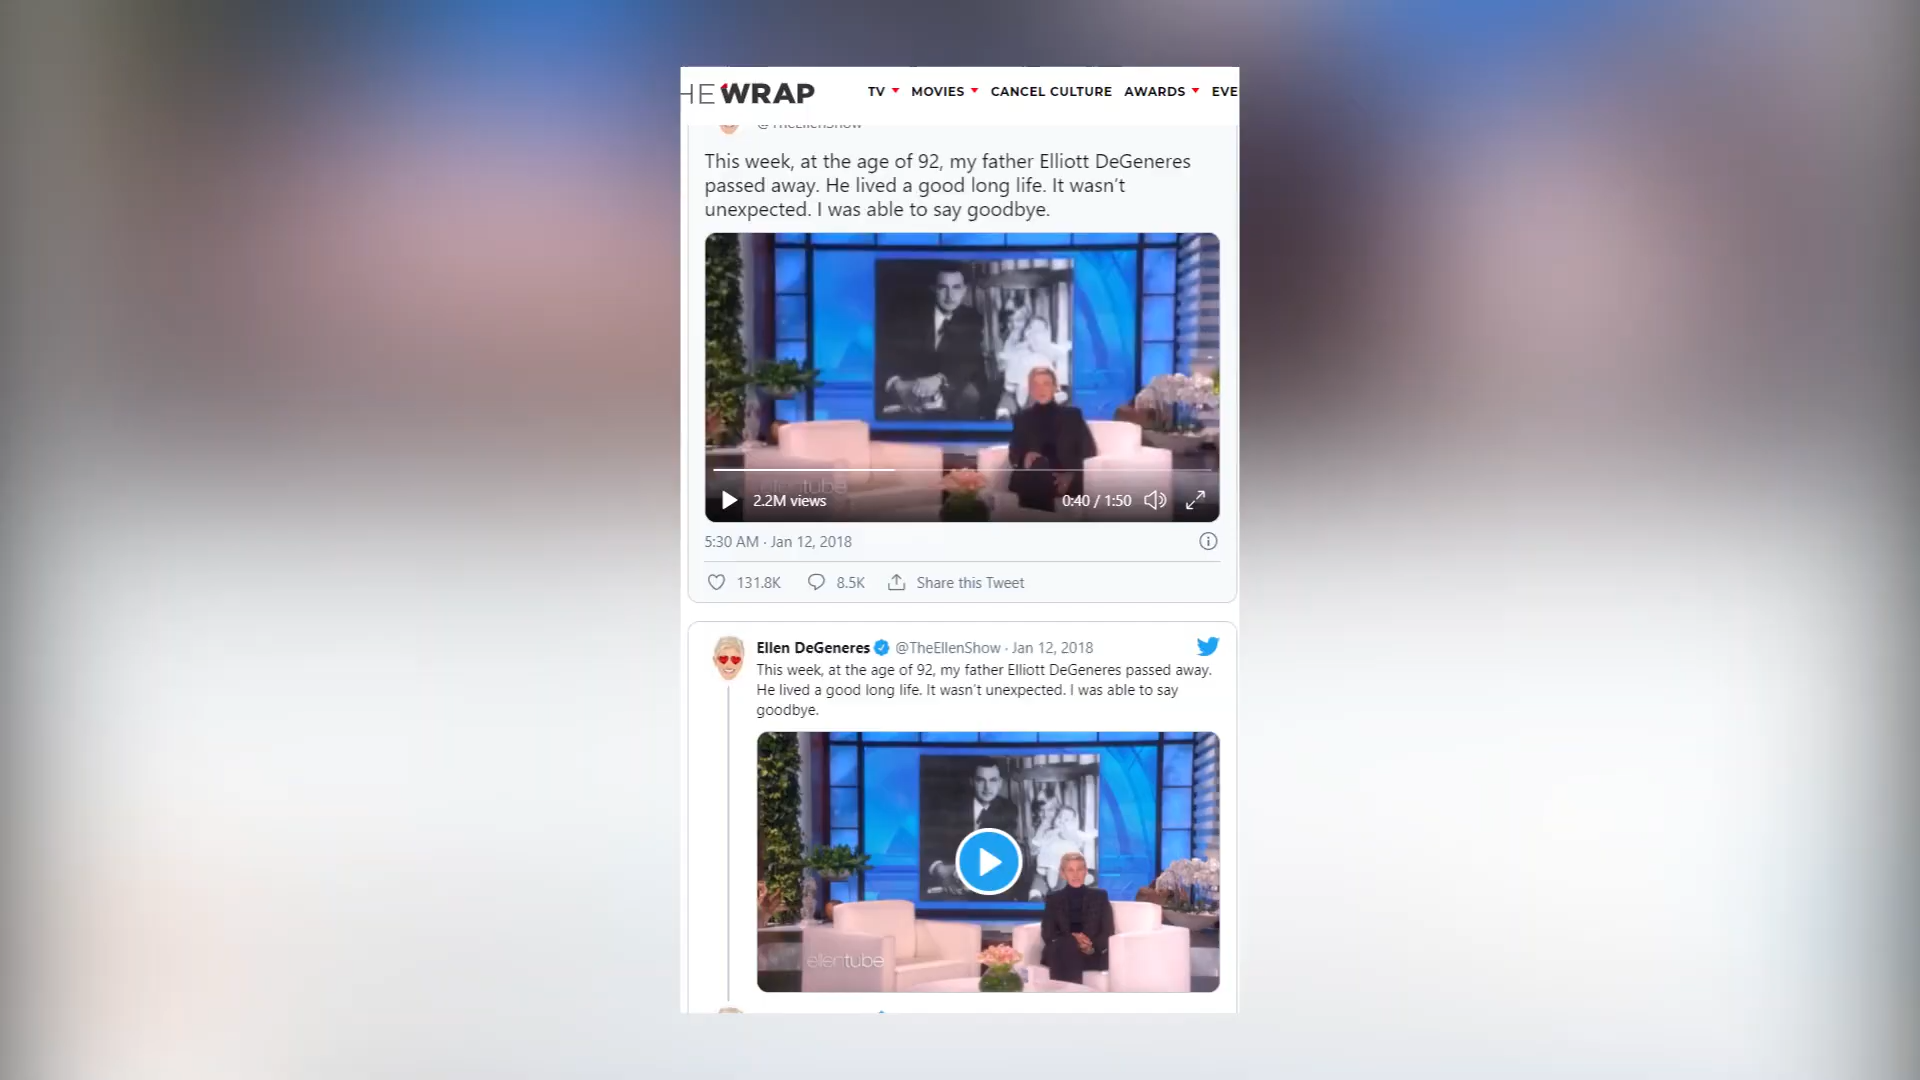 HE WRAP
TV MOVIES CANCEL CULTURE AWARDS EVE
@TheEllenShow
This week, at the age of 92, my father Elliott DeGeneres
passed away. He lived a good long life. It wasn't
unexpected. I was able to say goodbye.
ellentube
2.2M views 0:40 / 1:50
5:30 AM · Jan 12, 2018
131.8K 8.5K Share this Tweet
Ellen DeGeneres @TheEllenShow · Jan 12, 2018
This week, at the age of 92, my father Elliott DeGeneres passed away.
He lived a good long life. It wasn't unexpected. I was able to say
goodbye.
ellentube